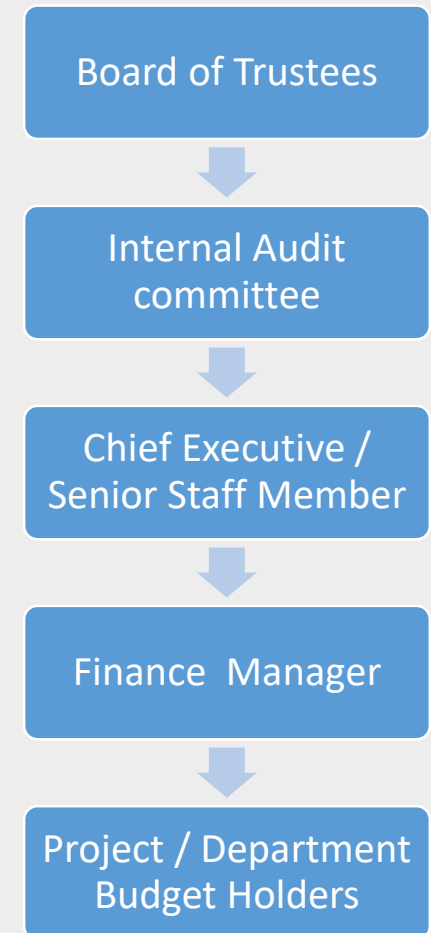 Board of Trustees
Internal Audit
committee
Chief Executive /
Senior Staff Member
Finance  Manager
Project / Department
Budget Holders